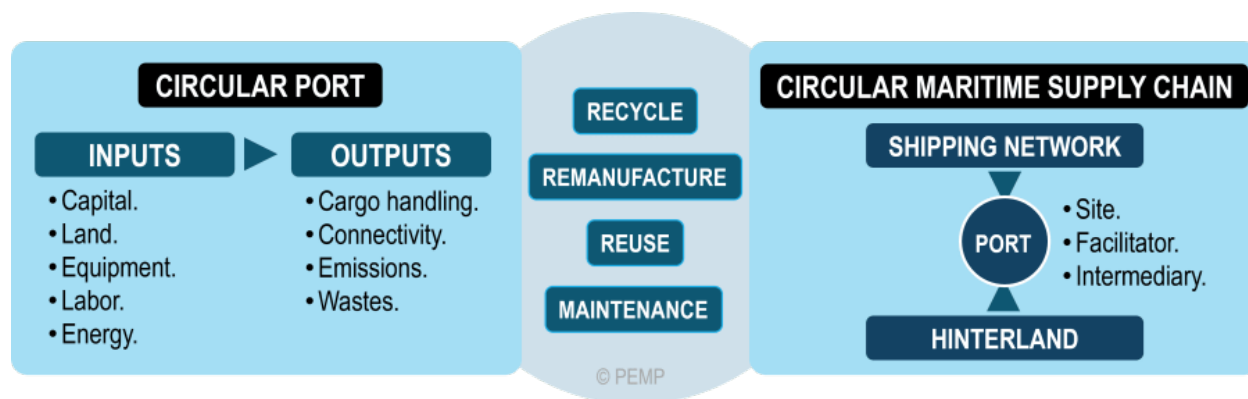 CIRCULAR PORT
INPUTS
• Capital.
• Land.
• Equipment.
• Labor.
• Energy.
OUTPUTS
• Cargo handling.
• Connectivity.
• Emissions.
• Wastes.
RECYCLE
REMANUFACTURE
REUSE
MAINTENANCE
© PEMP
CIRCULAR MARITIME SUPPLY CHAIN
SHIPPING NETWORK
PORT
• Site.
• Facilitator.
• Intermediary.
HINTERLAND